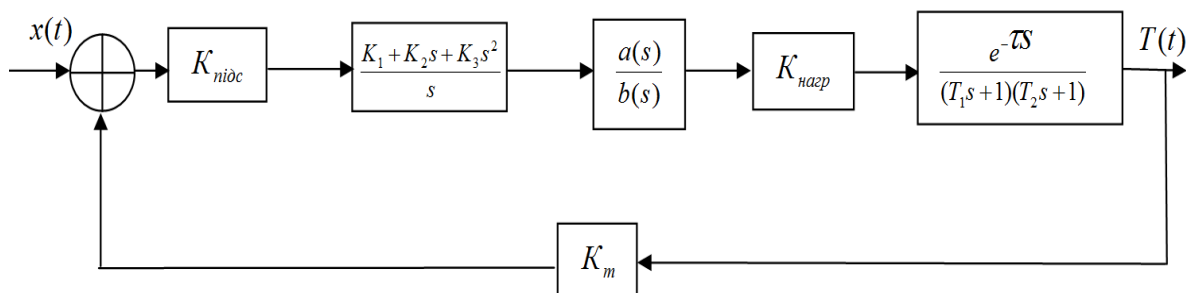 x(t)
K_підс
K_1 + K_2 s + K_3 s^2
s
a(s)
b(s)
K_нагр
e^{-τs}
(T_1 s + 1)(T_2 s + 1)
T(t)
K_т